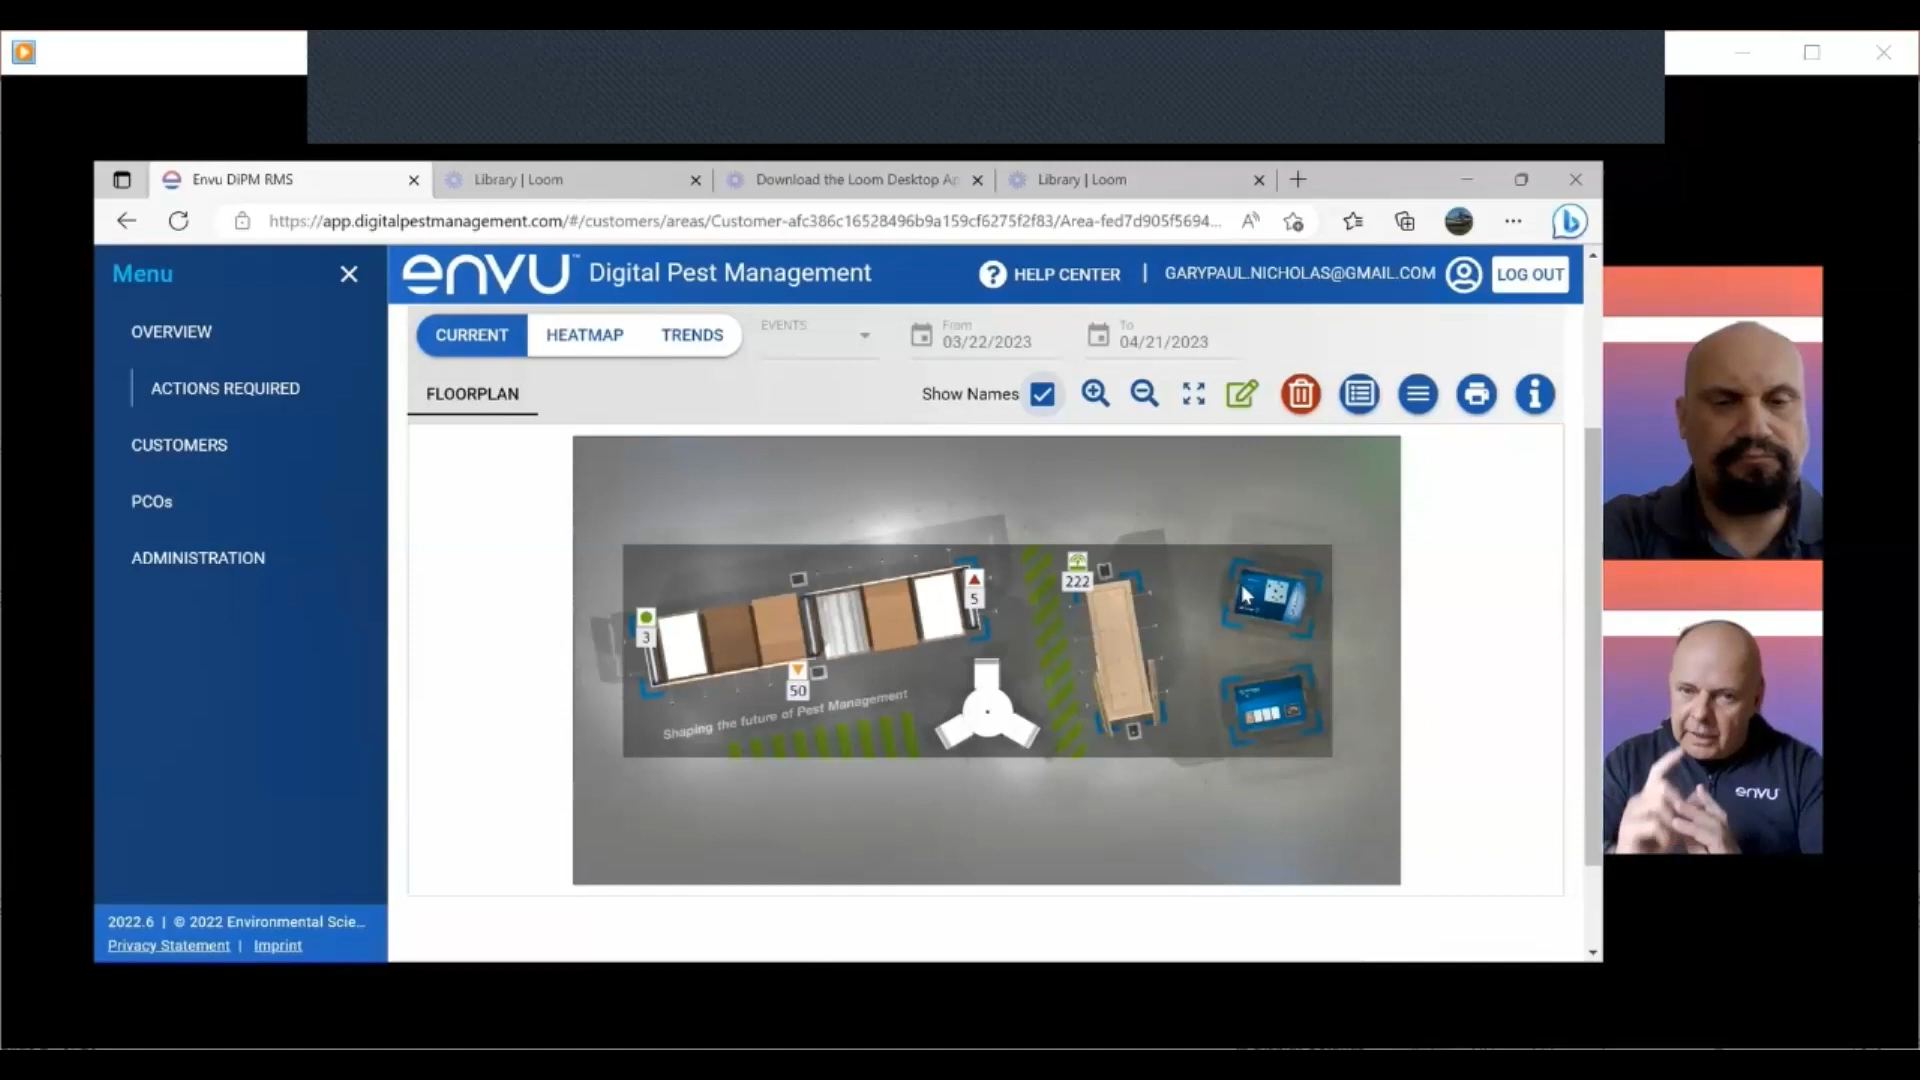 Envu DiPM RMS
Library | Loom
Download the Loom Desktop Ap
Library | Loom
https://app.digitalpestmanagement.com/#/customers/areas/Customer-afc386c16528496b9a159cf6275f2f83/Area-fed7d905f5694...
Menu
envu™ Digital Pest Management
HELP CENTER | GARYPAUL.NICHOLAS@GMAIL.COM
LOG OUT
OVERVIEW
ACTIONS REQUIRED
CUSTOMERS
PCOs
ADMINISTRATION
CURRENT
HEATMAP
TRENDS
EVENTS
From
03/22/2023
To
04/21/2023
FLOORPLAN
Show Names
3
5
222
50
Shaping the future of Pest Management
envu
2022.6 | © 2022 Environmental Scie...
Privacy Statement | Imprint